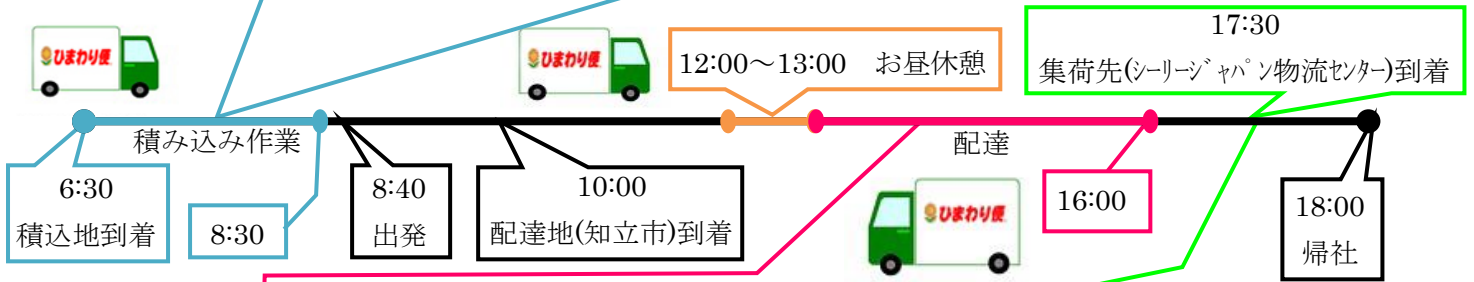 ひまわり便
ひまわり便
12:00～13:00　お昼休憩
17:30
集荷先(シーリージャパン物流センター)到着
積み込み作業
配達
6:30
積込地到着
8:30
8:40
出発
10:00
配達地(知立市)到着
ひまわり便
16:00
18:00
帰社